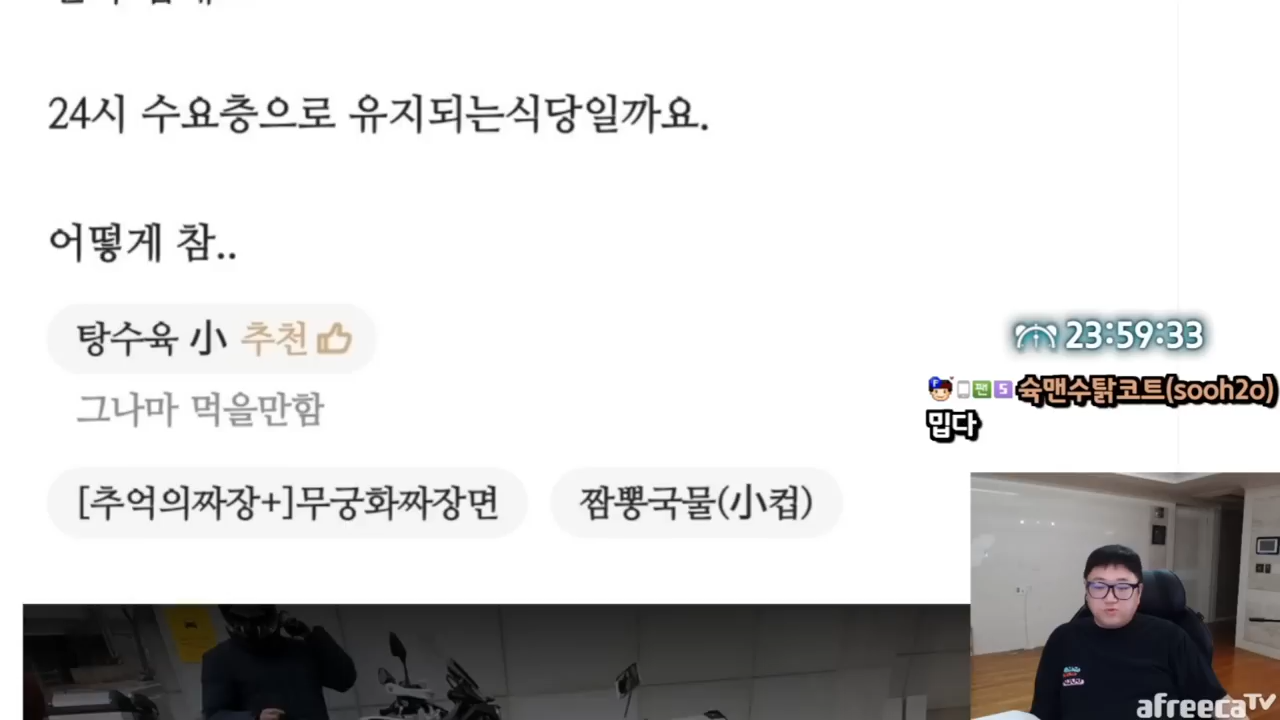 24시 수요층으로 유지되는식당일까요.
어떻게 참..
탕수육 小 추천
그나마 먹을만함
[추억의짜장+]무궁화짜장면
짬뽕국물(小컵)
23:59:33
팬 5 슉맨수탉코트(sooh2o)
밉다
afreecaTV